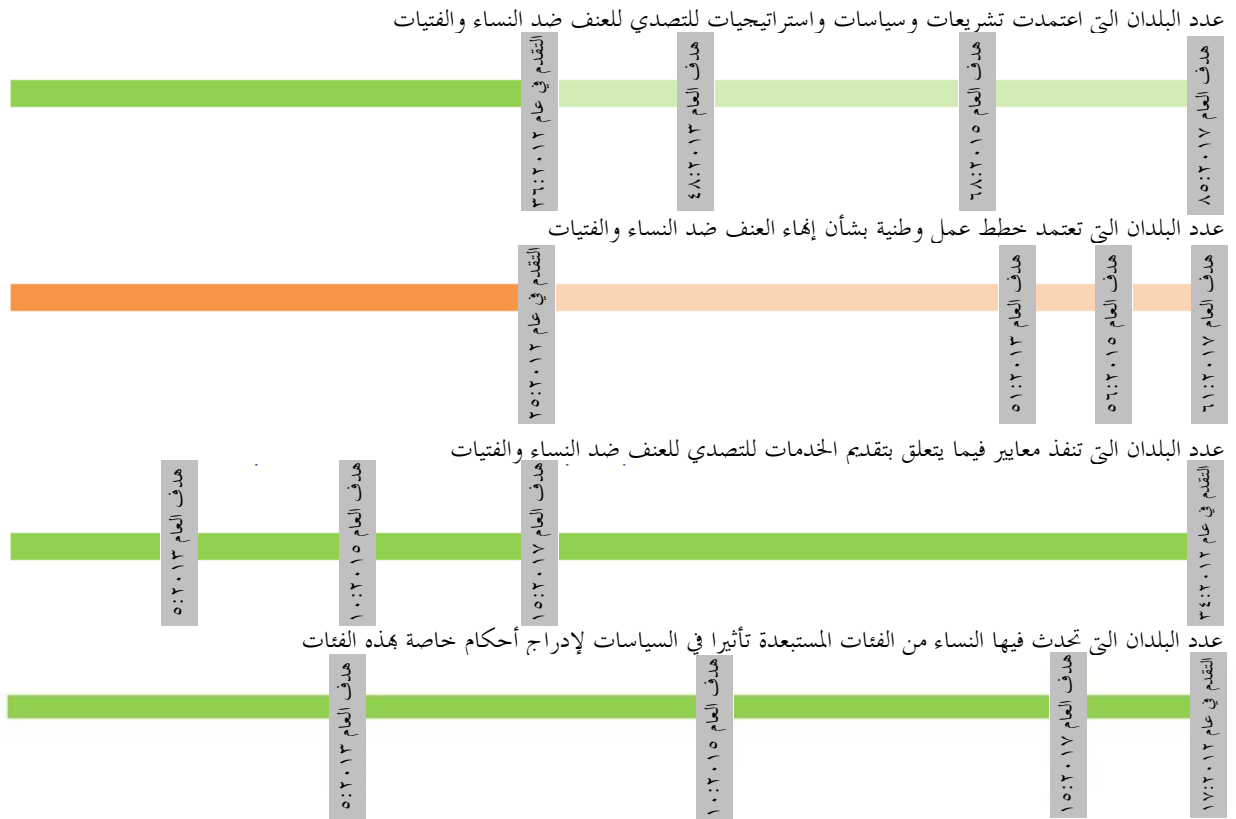 عدد البلدان التي اعتمدت تشريعات وسياسات واستراتيجيات للتصدي للعنف ضد النساء والفتيات
هدف العام ٢٠١٧:٨٥
هدف العام ٢٠١٥:٦٨
هدف العام ٢٠١٣:٤٨
التقدم في عام ٢٠١٢:٣٦
عدد البلدان التي تعتمد خطط عمل وطنية بشأن إنهاء العنف ضد النساء والفتيات
هدف العام ٢٠١٧:٦١
هدف العام ٢٠١٥:٥٦
هدف العام ٢٠١٣:٥١
التقدم في عام ٢٠١٢:٢٥
عدد البلدان التي تنفذ معايير فيما يتعلق بتقديم الخدمات للتصدي للعنف ضد النساء والفتيات
التقدم في عام ٢٠١٢:٣٤
هدف العام ٢٠١٧:١٥
هدف العام ٢٠١٥:١٠
هدف العام ٢٠١٣:٥
عدد البلدان التي تحدث فيها النساء من الفئات المستبعدة تأثيرا في السياسات لإدراج أحكام خاصة بهذه الفئات
التقدم في عام ٢٠١٢:١٧
هدف العام ٢٠١٧:١٥
هدف العام ٢٠١٥:١٠
هدف العام ٢٠١٣:٥